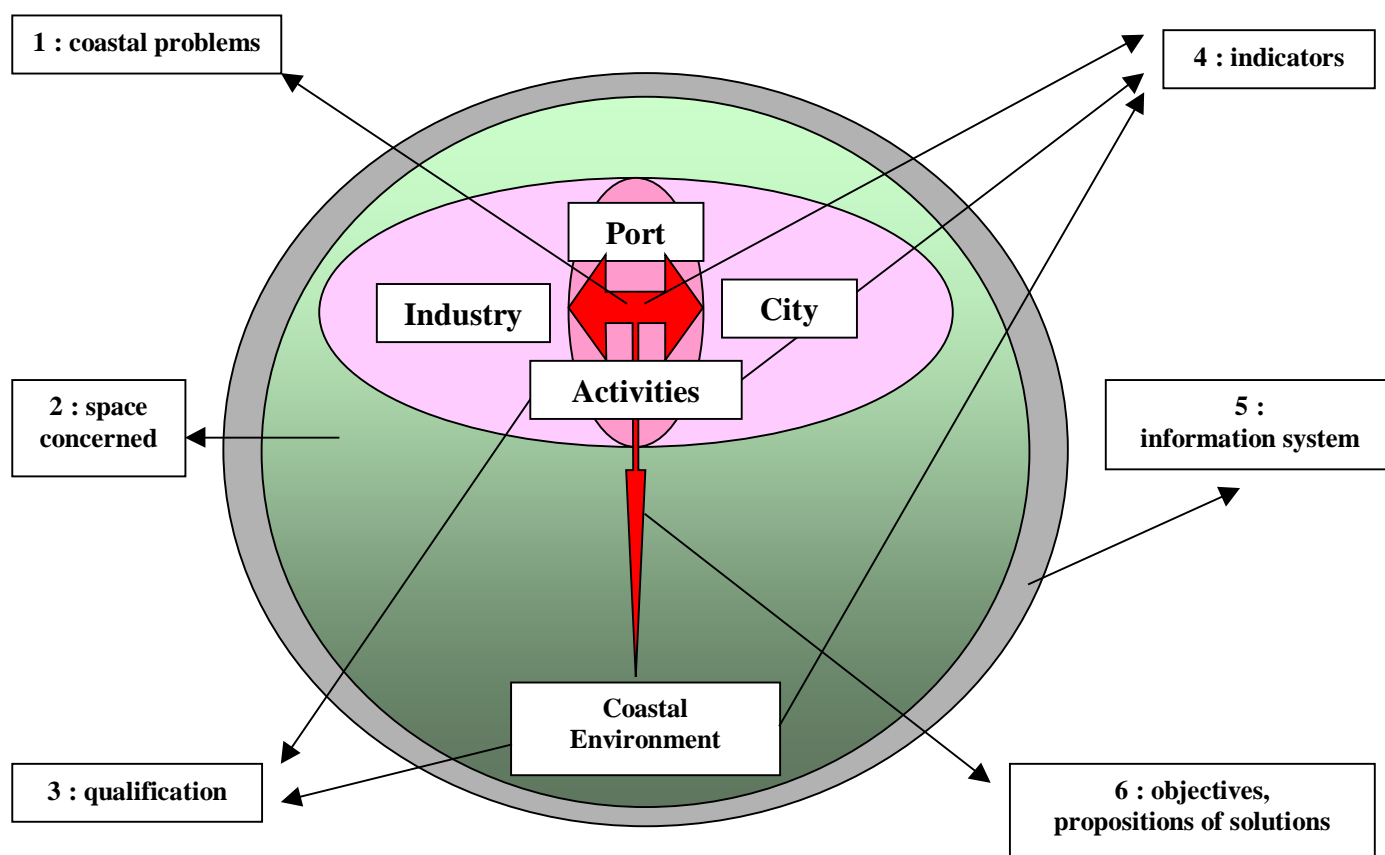 1 : coastal problems
4 : indicators
Port
Industry
City
Activities
2 : space
concerned
5 :
information system
Coastal
Environment
3 : qualification
6 : objectives,
propositions of solutions